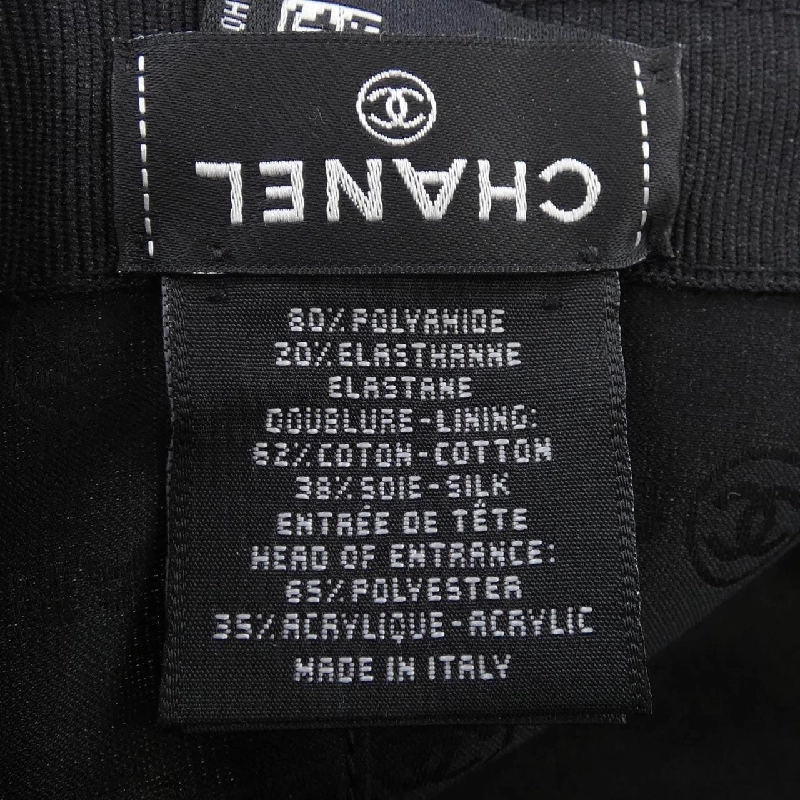 HO
CHANEL
80% POLYAMIDE
20% ELASTHANNE
ELASTANE
DOUBLURE-LINING:
62% COTON-COTTON
38% SOIE-SILK
ENTRÉE DE TÊTE
HEAD OF ENTRANCE:
65% POLYESTER
35% ACRYLIQUE-ACRYLIC
MADE IN ITALY